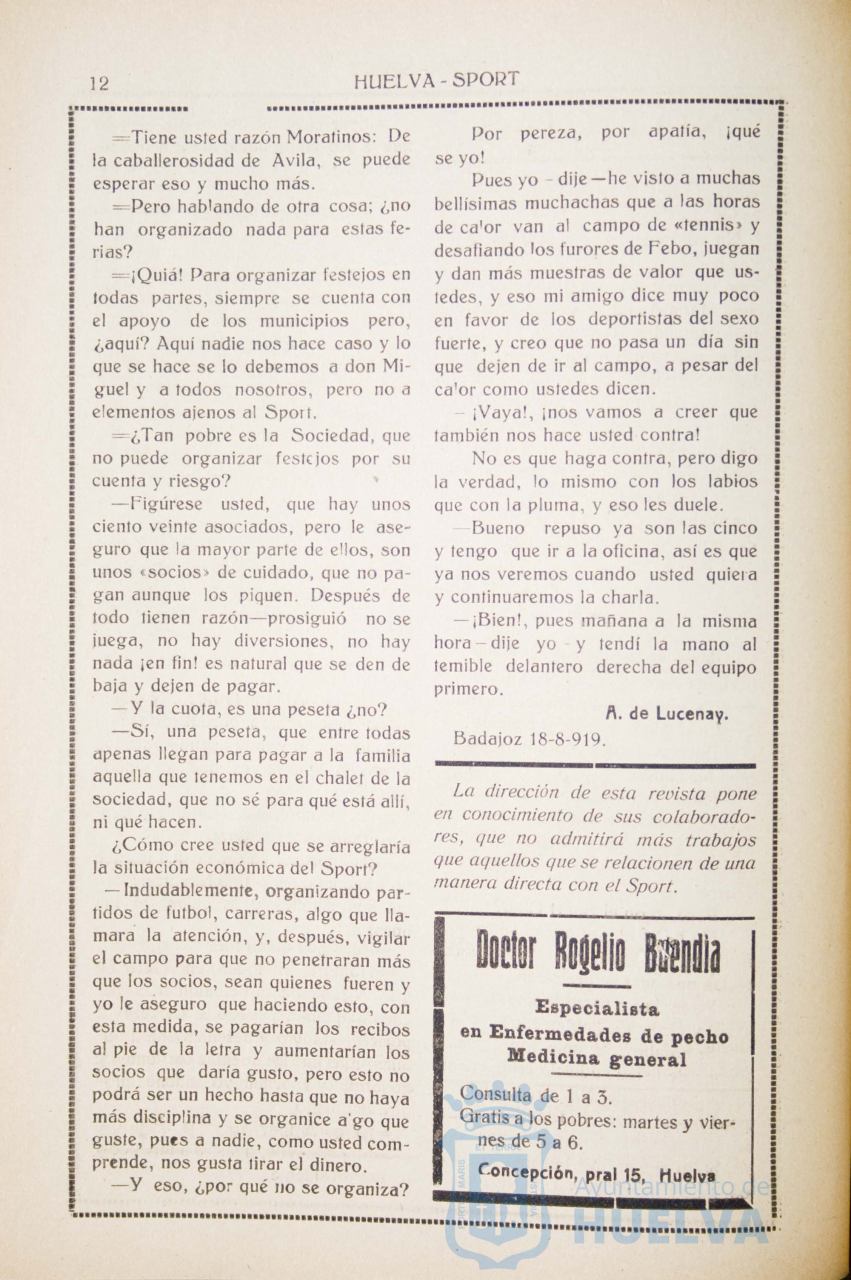 12
HUELVA - SPORT
=Tiene usted razón Moratinos: De
la caballerosidad de Avila, se puede
esperar eso y mucho más.
=Pero hablando de otra cosa; ¿no
han organizado nada para estas fe-
rias?
=¡Quiá! Para organizar festejos en
todas partes, siempre se cuenta con
el apoyo de los municipios pero,
¿aquí? Aquí nadie nos hace caso y lo
que se hace se lo debemos a don Mi-
guel y a todos nosotros, pero no a
elementos ajenos al Sport.
=¿Tan pobre es la Sociedad, que
no puede organizar festejos por su
cuenta y riesgo?
—Figúrese usted, que hay unos
ciento veinte asociados, pero le ase-
guro que la mayor parte de ellos, son
unos «socios» de cuidado, que no pa-
gan aunque los piquen. Después de
todo tienen razón—prosiguió no se
juega, no hay diversiones, no hay
nada ¡en fin! es natural que se den de
baja y dejen de pagar.
—Y la cuota, es una peseta ¿no?
—Sí, una peseta, que entre todas
apenas llegan para pagar a la familia
aquella que tenemos en el chalet de la
sociedad, que no sé para qué está allí,
ni qué hacen.
¿Cómo cree usted que se arreglaría
la situación económica del Sport?
—Indudablemente, organizando par-
tidos de futbol, carreras, algo que lla-
mara la atención, y, después, vigilar
el campo para que no penetraran más
que los socios, sean quienes fueren y
yo le aseguro que haciendo esto, con
esta medida, se pagarían los recibos
al pie de la letra y aumentarían los
socios que daría gusto, pero esto no
podrá ser un hecho hasta que no haya
más disciplina y se organice a'go que
guste, pues a nadie, como usted com-
prende, nos gusta tirar el dinero.
—Y eso, ¿por qué no se organiza?
Por pereza, por apatía, ¡qué
se yo!
Pues yo - dije—he visto a muchas
bellísimas muchachas que a las horas
de ca'or van al campo de «tennis» y
desafiando los furores de Febo, juegan
y dan más muestras de valor que us-
tedes, y eso mi amigo dice muy poco
en favor de los deportistas del sexo
fuerte, y creo que no pasa un día sin
que dejen de ir al campo, a pesar del
ca'or como ustedes dicen.
— ¡Vaya!, ¡nos vamos a creer que
también nos hace usted contra!
No es que haga contra, pero digo
la verdad, lo mismo con los labios
que con la pluma, y eso les duele.
—Bueno repuso ya son las cinco
y tengo que ir a la oficina, así es que
ya nos veremos cuando usted quiera
y continuaremos la charla.
—¡Bien!, pues mañana a la misma
hora—dije yo - y tendí la mano al
temible delantero derecha del equipo
primero.
A. de Lucenay.
Badajoz 18-8-919.
La dirección de esta revista pone
en conocimiento de sus colaborado-
res, que no admitirá más trabajos
que aquellos que se relacionen de una
manera directa con el Sport.
Doctor Rogelio Buendia
Especialista
en Enfermedades de pecho
Medicina general
Consulta de 1 a 3.
Gratis a los pobres: martes y vier-
nes de 5 a 6.
Concepción, pral 15, Huelva
Ayuntamiento de
HUELVA